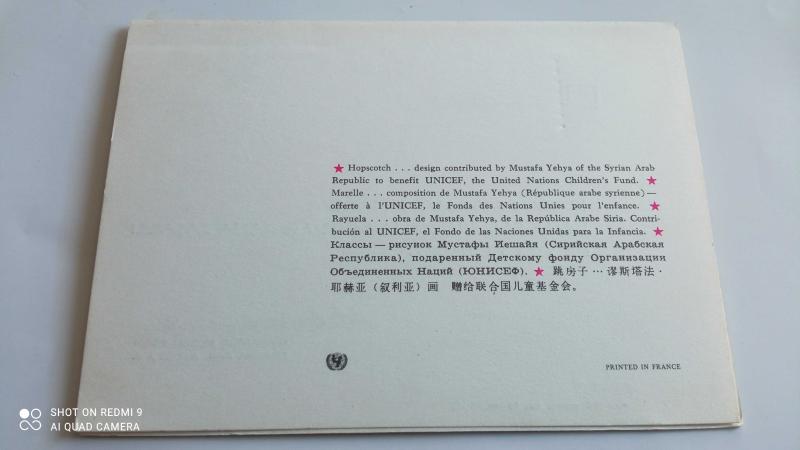 ★ Hopscotch . . . design contributed by Mustafa Yehya of the Syrian Arab
Republic to benefit UNICEF, the United Nations Children's Fund. ★
Marelle . . . composition de Mustafa Yehya (République arabe syrienne) —
offerte à l'UNICEF, le Fonds des Nations Unies pour l'enfance. ★
Rayuela . . . obra de Mustafa Yehya, de la República Arabe Siria. Contri-
bución al UNICEF, el Fondo de las Naciones Unidas para la Infancia. ★
Классы — рисунок Мустафы Иешайя (Сирийская Арабская
Республика), подаренный Детскому фонду Организации
Объединенных Наций (ЮНИСЕФ). ★ 跳房子 … 谬斯塔法·
耶赫亚（叙利亚）画 赠给联合国儿童基金会。
PRINTED IN FRANCE
SHOT ON REDMI 9
AI QUAD CAMERA